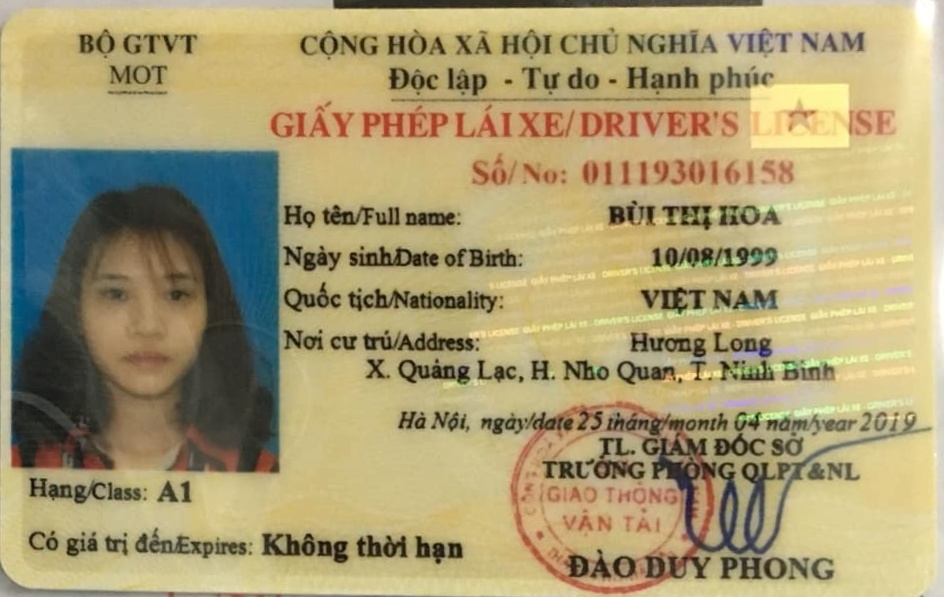 BỘ GTVT
MOT
CỘNG HÒA XÃ HỘI CHỦ NGHĨA VIỆT NAM
Độc lập - Tự do - Hạnh phúc
GIẤY PHÉP LÁI XE/ DRIVER'S LICENSE
Số/ No: 011193016158
Họ tên/Full name: BÙI THỊ HOA
Ngày sinh/Date of Birth: 10/08/1999
Quốc tịch/Nationality: VIỆT NAM
Nơi cư trú/Address: Hương Long
X. Quảng Lạc, H. Nho Quan, T. Ninh Bình
Hà Nội, ngày/date 25 tháng/month 04 năm/year 2019
TL. GIÁM ĐỐC SỞ
TRƯỞNG PHÒNG QLPT&NL
GIAO THÔNG
VẬN TẢI
ĐÀO DUY PHONG
Hạng/Class: A1
Có giá trị đến/Expires: Không thời hạn